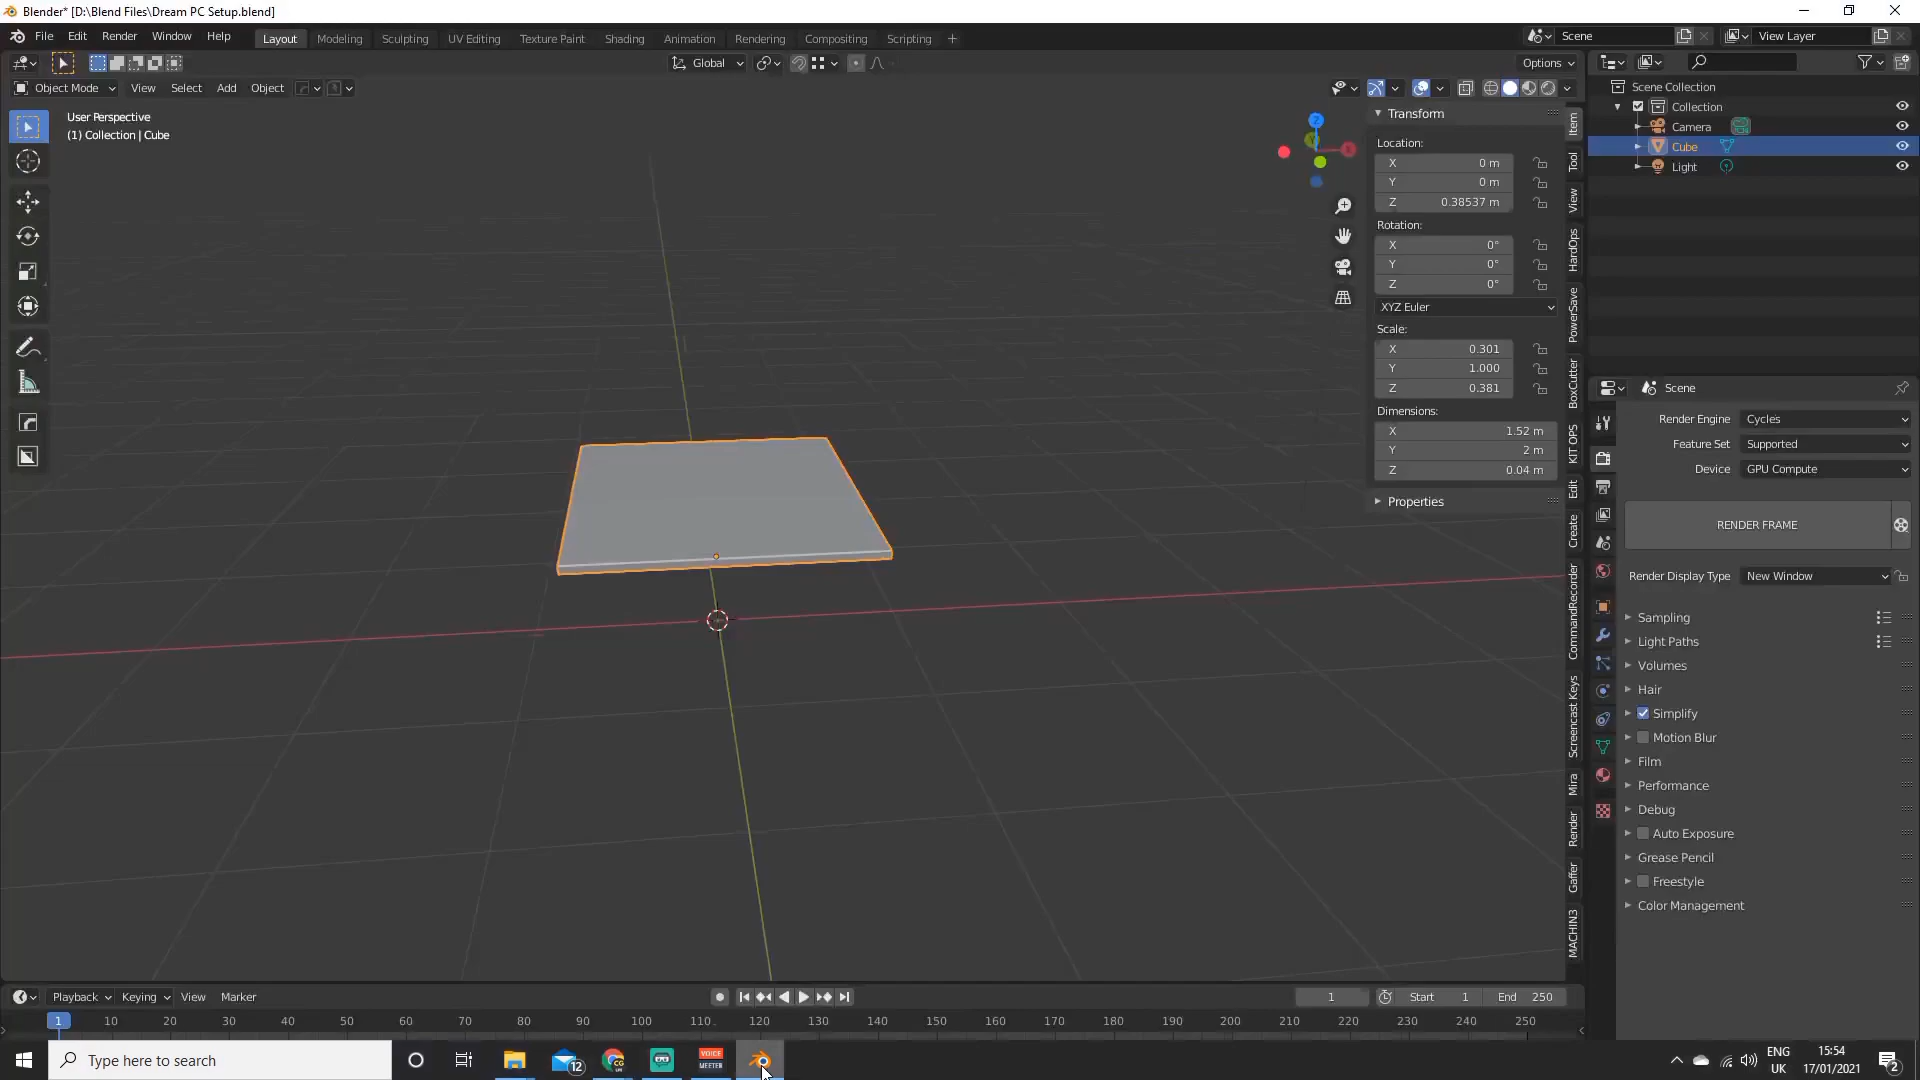 Blender* [D:\Blend Files\Dream PC Setup.blend]
File Edit Render Window Help Layout Modeling Sculpting UV Editing Texture Paint Shading Animation Rendering Compositing Scripting + Scene View Layer
Global Options
Object Mode View Select Add Object
User Perspective
(1) Collection | Cube
Z
Y
Transform
Location:
X 0 m
Y 0 m
Z 0.38537 m
Rotation:
X 0°
Y 0°
Z 0°
XYZ Euler
Scale:
X 0.301
Y 1.000
Z 0.381
Dimensions:
X 1.52 m
Y 2 m
Z 0.04 m
Properties
Item
Tool
View
HardOps
PowerSave
BoxCutter
KIT OPS
Edit
Create
CommandRecorder
Screencast Keys
Mira
Render
Gaffer
MACHIN3
Scene Collection
Collection
Camera
Cube
Light
Scene
Render Engine Cycles
Feature Set Supported
Device GPU Compute
RENDER FRAME
Render Display Type New Window
Sampling
Light Paths
Volumes
Hair
Simplify
Motion Blur
Film
Performance
Debug
Auto Exposure
Grease Pencil
Freestyle
Color Management
Playback Keying View Marker 1 Start 1 End 250
1 10 20 30 40 50 60 70 80 90 100 110 120 130 140 150 160 170 180 190 200 210 220 230 240 250
Type here to search
12
CG
VOICE
MEETER
ENG
UK
15:54
17/01/2021
2